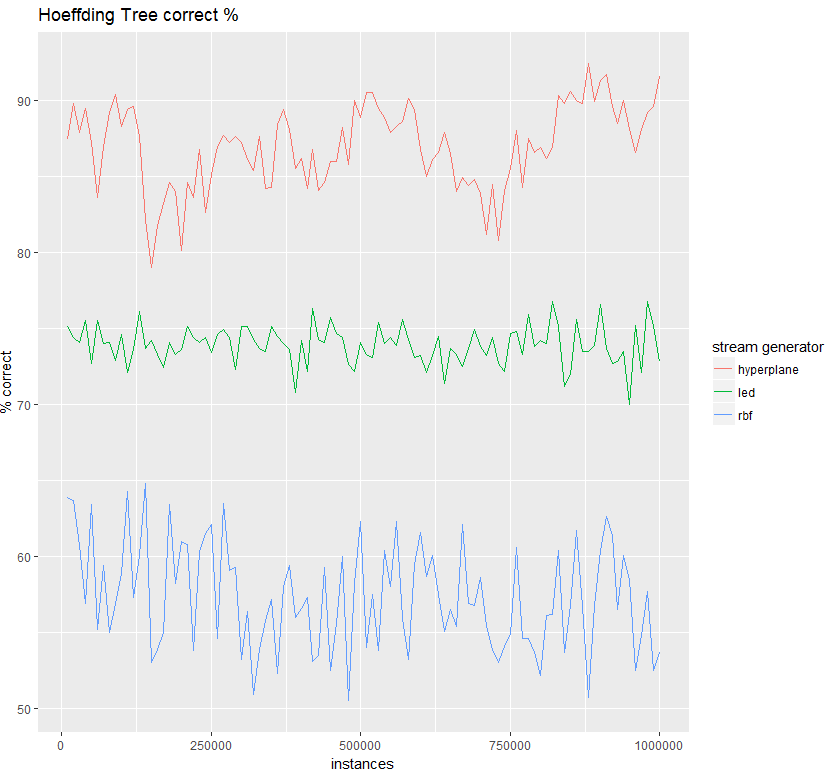 Hoeffding Tree correct %
90
80
70
60
50
% correct
0
250000
500000
750000
1000000
instances
stream generator
hyperplane
led
rbf